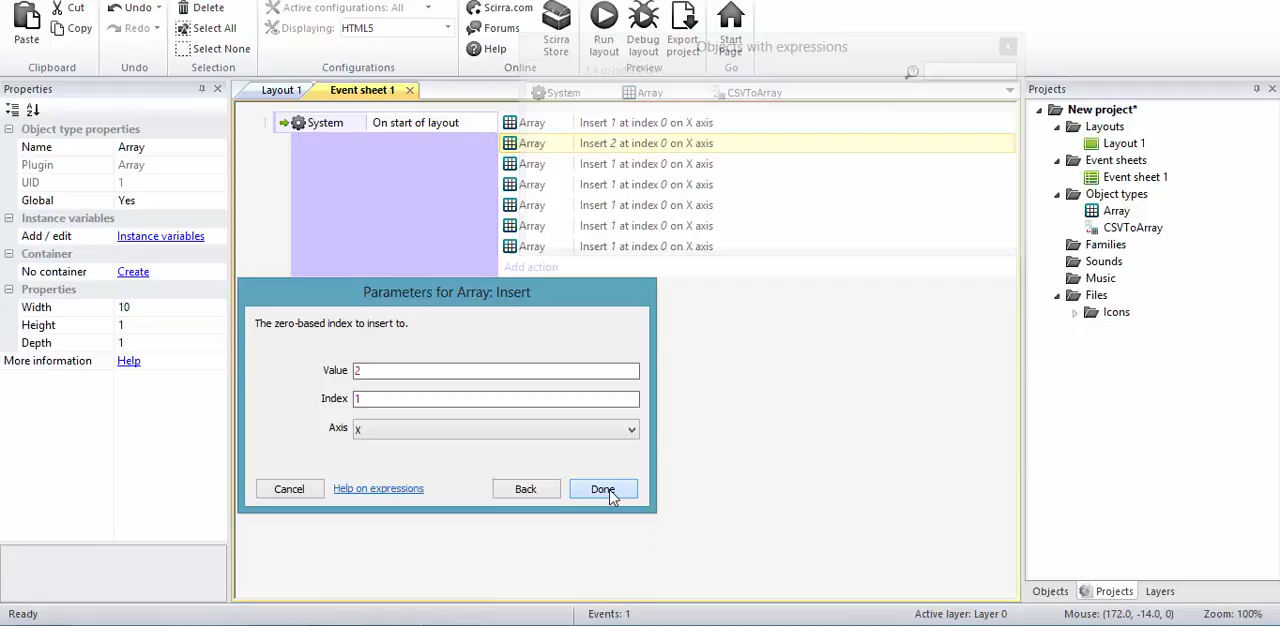 Cut
Copy
Paste
Clipboard
Undo
Redo
Undo
Delete
Select All
Select None
Selection
Active configurations: All
Displaying: HTML5
Configurations
Scirra.com
Forums
Help
Online
Scirra Store
Run layout
Debug layout
Export project
Preview
Start Page
Go
Objects with expressions
System
Array
CSVToArray
Properties
Object type properties
Name Array
Plugin Array
UID 1
Global Yes
Instance variables
Add / edit Instance variables
Container
No container Create
Properties
Width 10
Height 1
Depth 1
More information Help
Layout 1
Event sheet 1
1 System On start of layout
Array Insert 1 at index 0 on X axis
Array Insert 2 at index 0 on X axis
Array Insert 1 at index 0 on X axis
Array Insert 1 at index 0 on X axis
Array Insert 1 at index 0 on X axis
Array Insert 1 at index 0 on X axis
Array Insert 1 at index 0 on X axis
Add action
Parameters for Array: Insert
The zero-based index to insert to.
Value 2
Index 1
Axis X
Cancel
Help on expressions
Back
Done
Projects
New project*
Layouts
Layout 1
Event sheets
Event sheet 1
Object types
Array
CSVToArray
Families
Sounds
Music
Files
Icons
Objects
Projects
Layers
Ready
Events: 1
Active layer: Layer 0
Mouse: (172.0, -14.0, 0)
Zoom: 100%